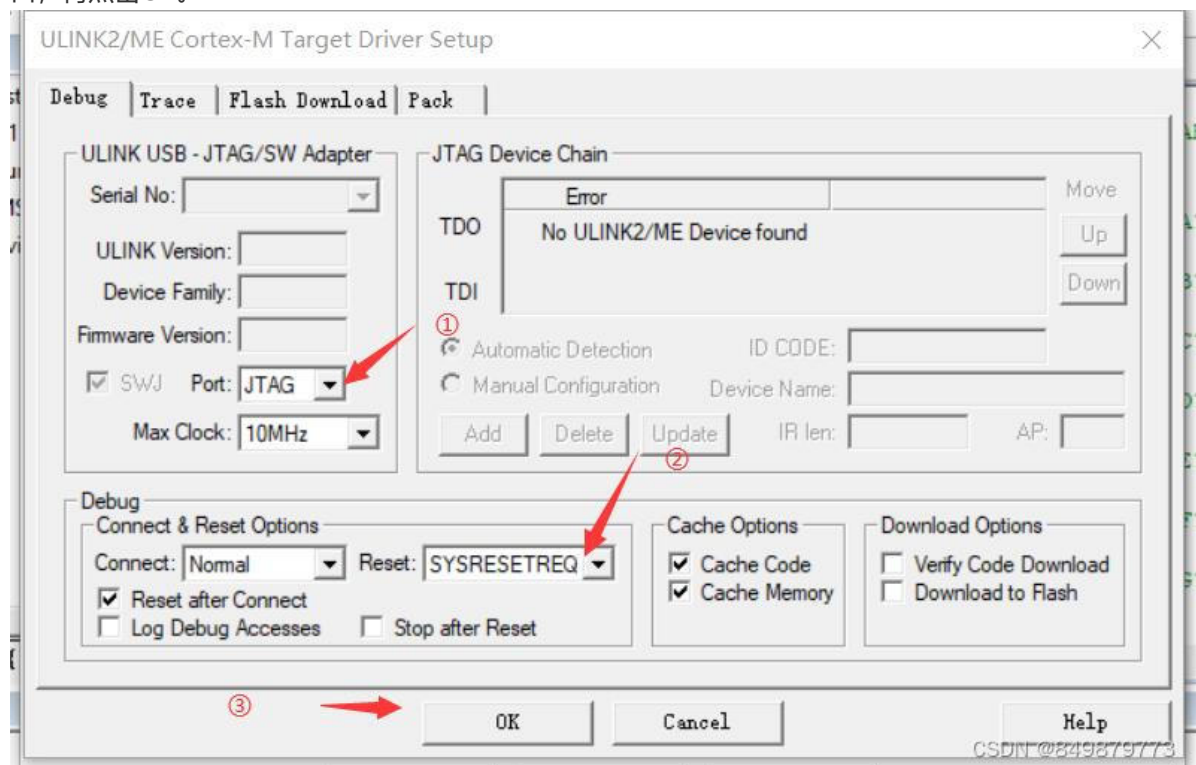 ULINK2/ME Cortex-M Target Driver Setup
Debug Trace Flash Download Pack
ULINK USB - JTAG/SW Adapter
Serial No:
ULINK Version:
Device Family:
Firmware Version:
SWJ Port: JTAG
Max Clock: 10MHz
JTAG Device Chain
Error
No ULINK2/ME Device found
TDO
TDI
Move
Up
Down
①
Automatic Detection ID CODE:
Manual Configuration Device Name:
Add Delete Update IR len: AP:
②
Debug
Connect & Reset Options
Connect: Normal Reset: SYSRESETREQ
Reset after Connect
Log Debug Accesses Stop after Reset
Cache Options
Cache Code
Cache Memory
Download Options
Verify Code Download
Download to Flash
③
OK Cancel Help
CSDN @849879773